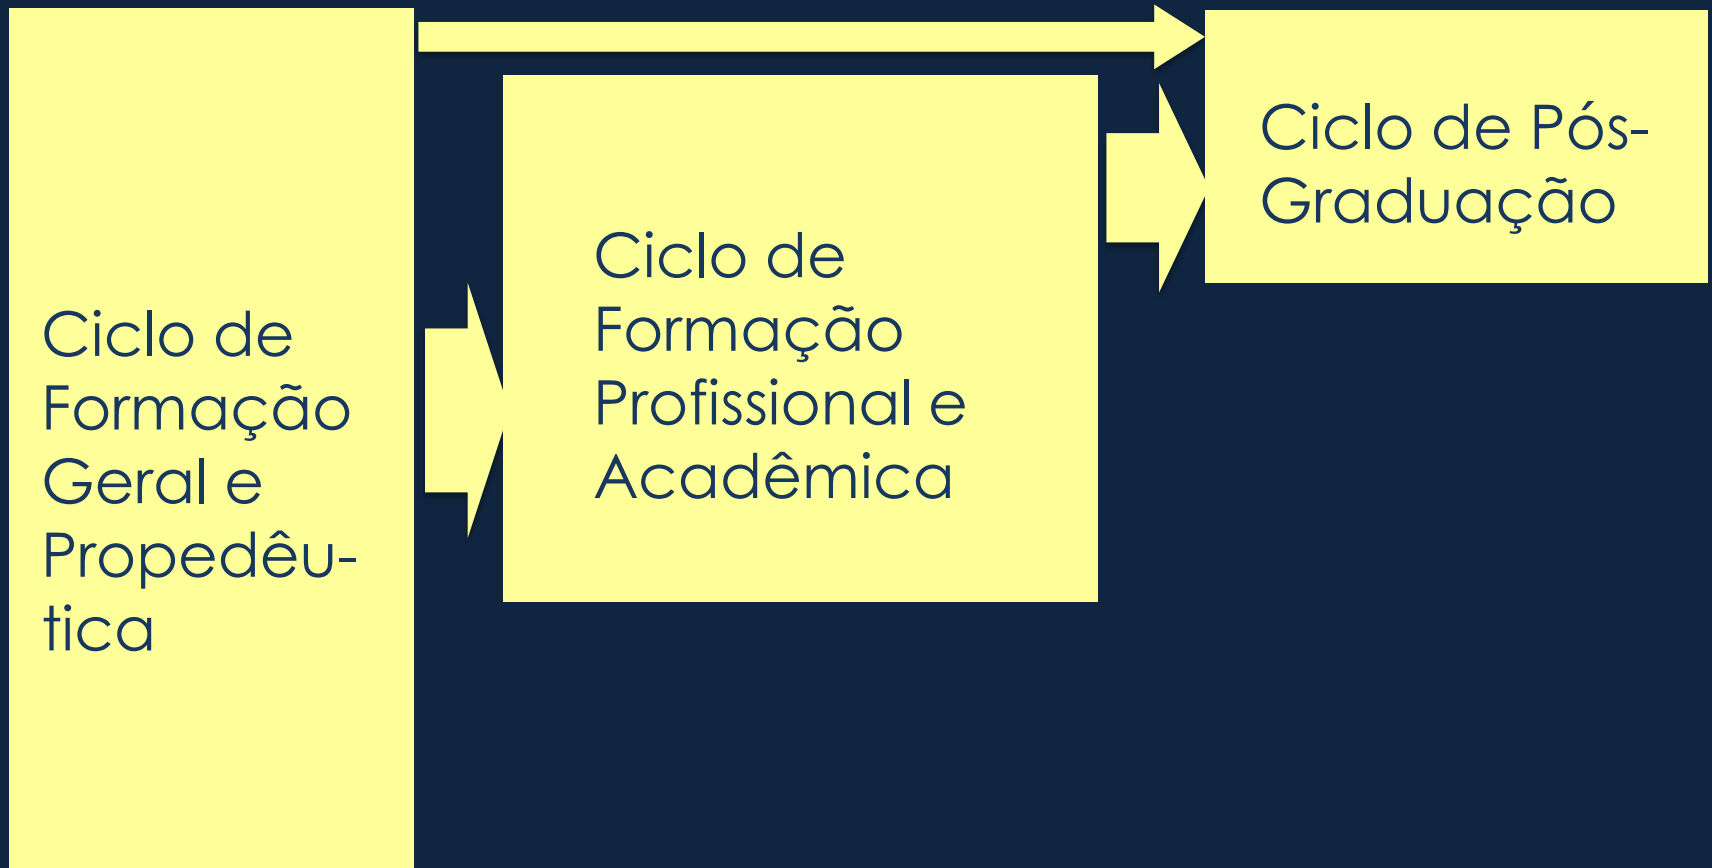 Ciclo de
Formação
Geral e
Propedêu-
tica
Ciclo de
Formação
Profissional e
Acadêmica
Ciclo de Pós-
Graduação